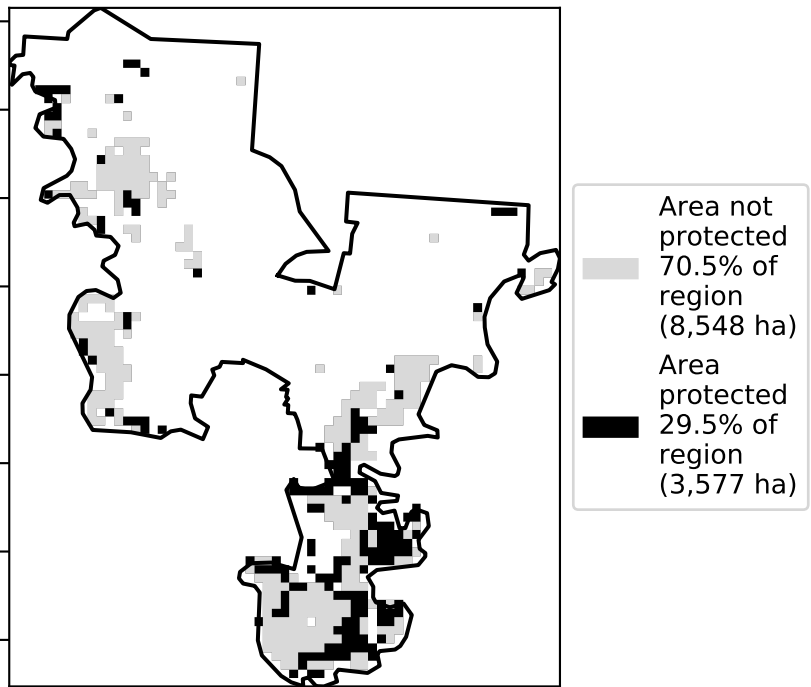 Area not
protected
70.5% of
region
(8,548 ha)
Area
protected
29.5% of
region
(3,577 ha)